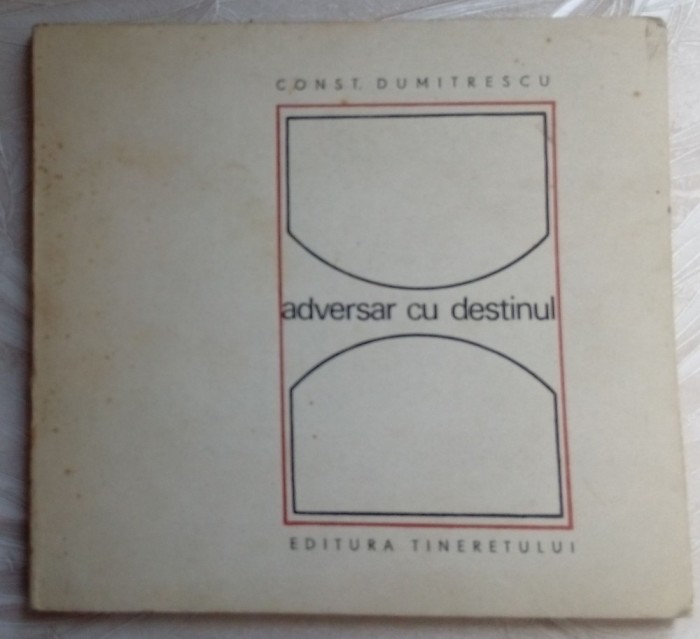 CONST. DUMITRESCU
adversar cu destinul
EDITURA TINERETULUI